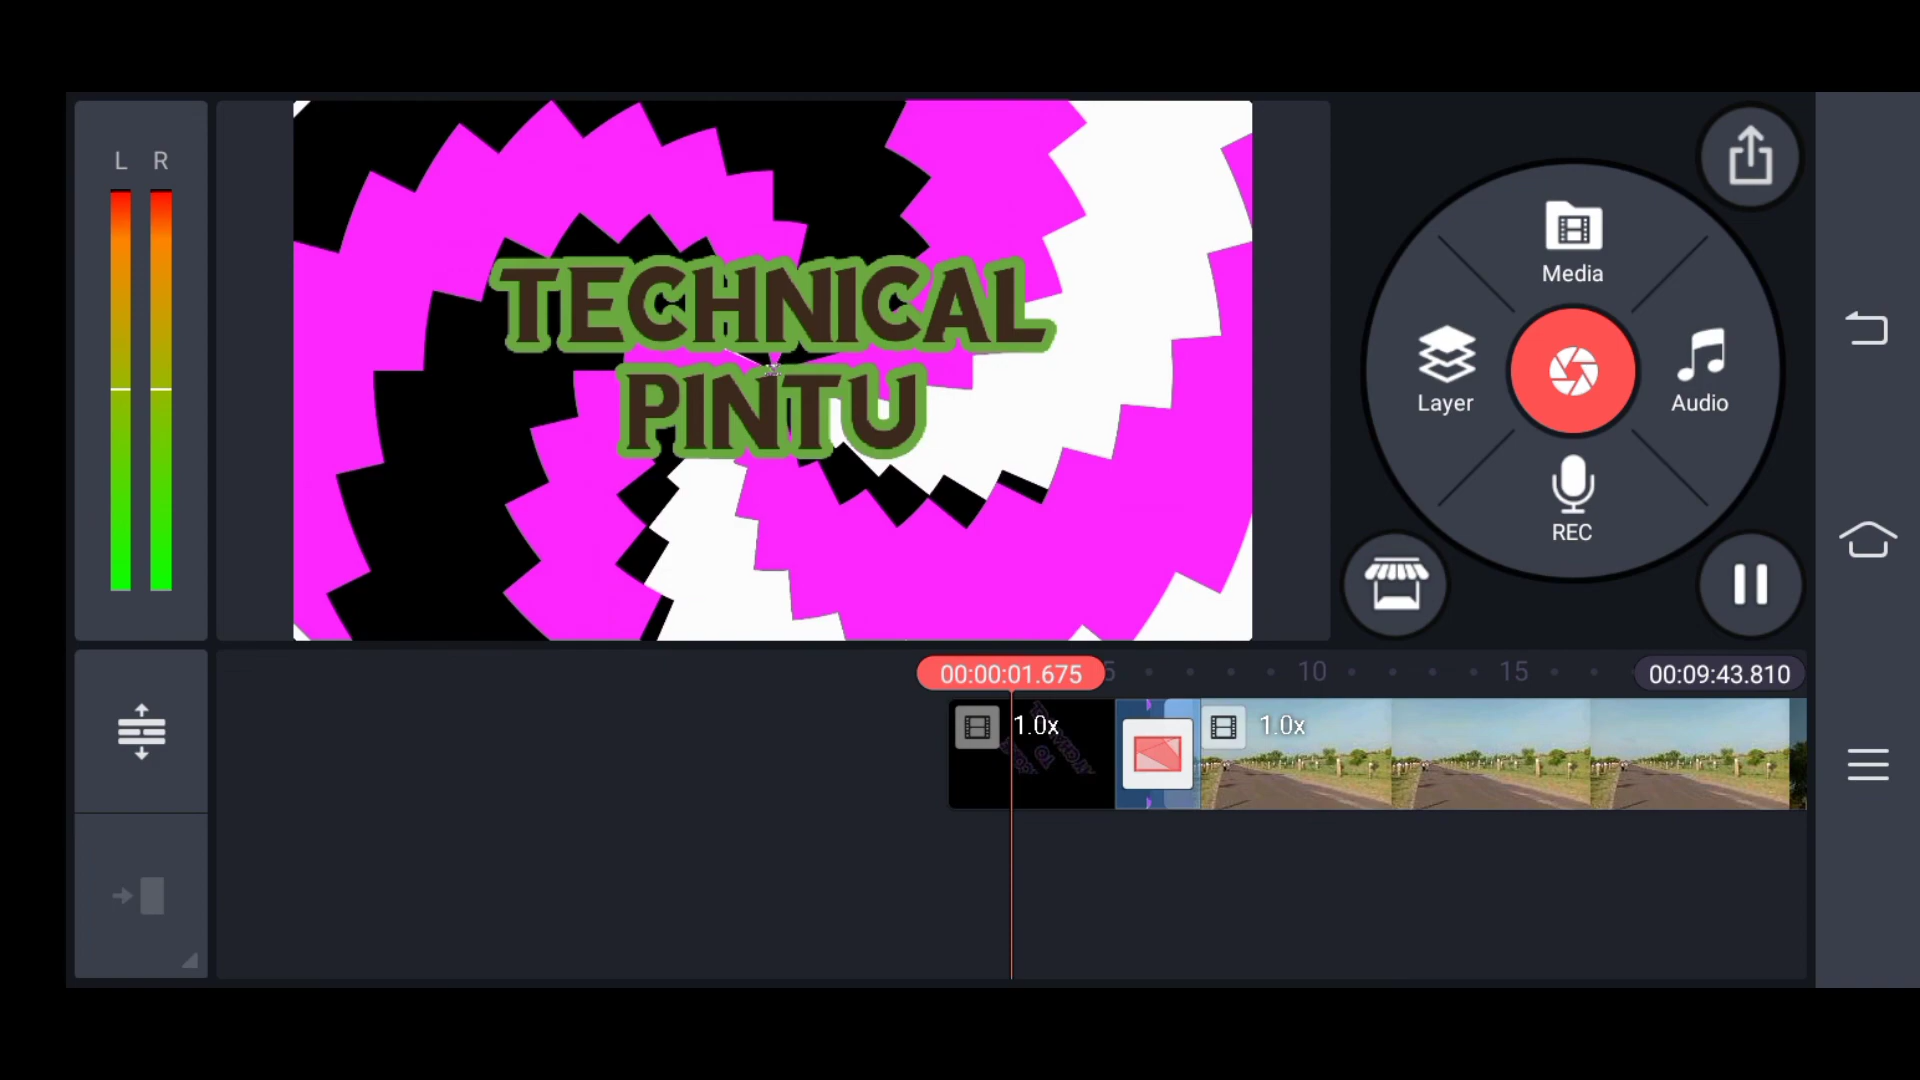 L R
TECHNICAL
PINTU
Media
Layer
Audio
REC
00:00:01.675
5
10
15
00:09:43.810
1.0x
1.0x